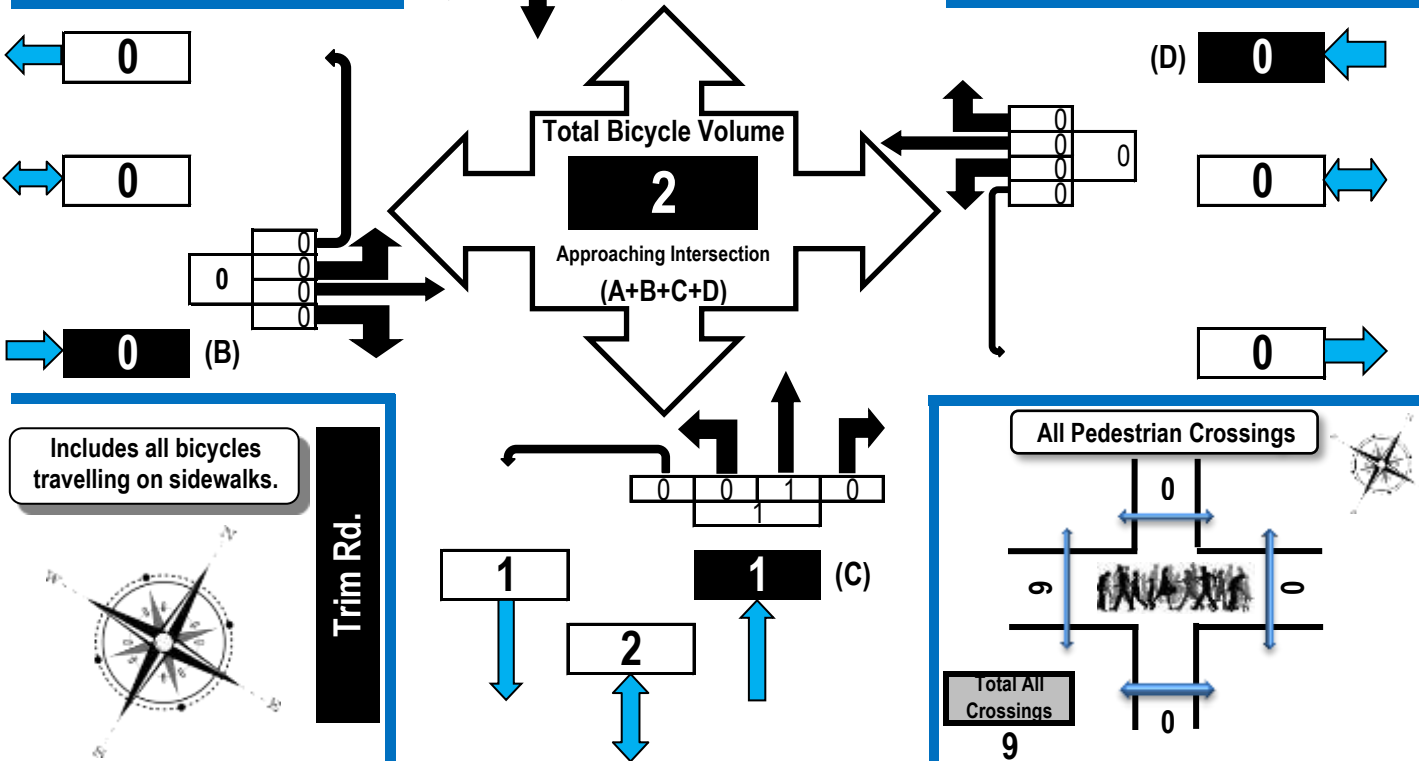 0
(D) 0
Total Bicycle Volume
2
Approaching Intersection
(A+B+C+D)
0
0
0
0
0
0
0
0
0
0
0
0
0
0
(B)
0
0
Includes all bicycles
travelling on sidewalks.
N
W
E
S
Trim Rd.
0 0 1 0
1
1
1 (C)
2
All Pedestrian Crossings
0
9
0
0
Total All
Crossings
9